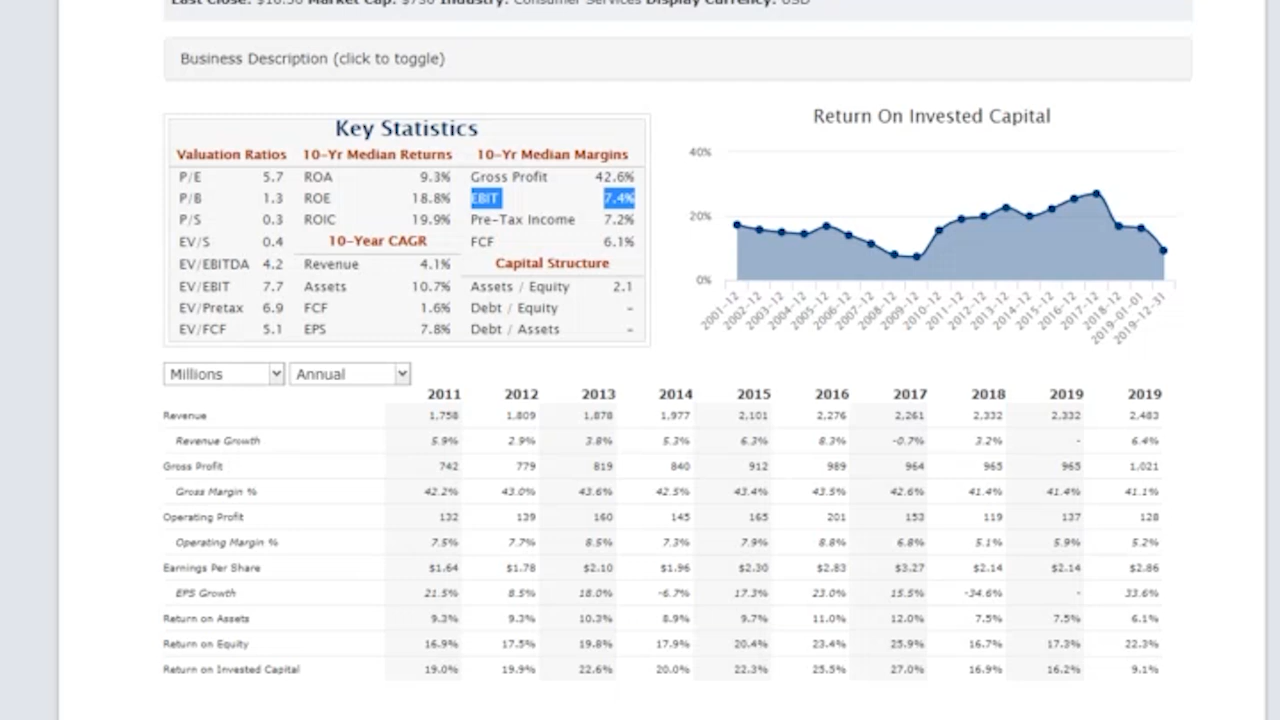 Last Close: $16.56 Market Cap: $750 Industry: Consumer Services Display Currency: USD
Business Description (click to toggle)
Key Statistics
Valuation Ratios 10-Yr Median Returns 10-Yr Median Margins
P/E 5.7 ROA 9.3% Gross Profit 42.6%
P/B 1.3 ROE 18.8% EBIT 7.4%
P/S 0.3 ROIC 19.9% Pre-Tax Income 7.2%
EV/S 0.4 10-Year CAGR FCF 6.1%
EV/EBITDA 4.2 Revenue 4.1% Capital Structure
EV/EBIT 7.7 Assets 10.7% Assets / Equity 2.1
EV/Pretax 6.9 FCF 1.6% Debt / Equity –
EV/FCF 5.1 EPS 7.8% Debt / Assets –
Return On Invested Capital
40%
20%
0%
2001-12 2002-12 2003-12 2004-12 2005-12 2006-12 2007-12 2008-12 2009-12 2010-12 2011-12 2012-12 2013-12 2014-12 2015-12 2016-12 2017-12 2018-12 2019-01-01 2019-12-31
Millions Annual
2011 2012 2013 2014 2015 2016 2017 2018 2019 2019
Revenue 1,758 1,809 1,878 1,977 2,101 2,276 2,261 2,332 2,332 2,483
Revenue Growth 5.9% 2.9% 3.8% 5.3% 6.3% 8.3% -0.7% 3.2% - 6.4%
Gross Profit 742 779 819 840 912 989 964 965 965 1,021
Gross Margin % 42.2% 43.0% 43.6% 42.5% 43.4% 43.5% 42.6% 41.4% 41.4% 41.1%
Operating Profit 132 139 160 145 165 201 153 119 137 128
Operating Margin % 7.5% 7.7% 8.5% 7.3% 7.9% 8.8% 6.8% 5.1% 5.9% 5.2%
Earnings Per Share $1.64 $1.78 $2.10 $1.96 $2.30 $2.83 $3.27 $2.14 $2.14 $2.86
EPS Growth 21.5% 8.5% 18.0% -6.7% 17.3% 23.0% 15.5% -34.6% - 33.6%
Return on Assets 9.3% 9.3% 10.3% 8.9% 9.7% 11.0% 12.0% 7.5% 7.5% 6.1%
Return on Equity 16.9% 17.5% 19.8% 17.9% 20.4% 23.4% 25.9% 16.7% 17.3% 22.3%
Return on Invested Capital 19.0% 19.9% 22.6% 20.0% 22.3% 25.5% 27.0% 16.9% 16.2% 9.1%